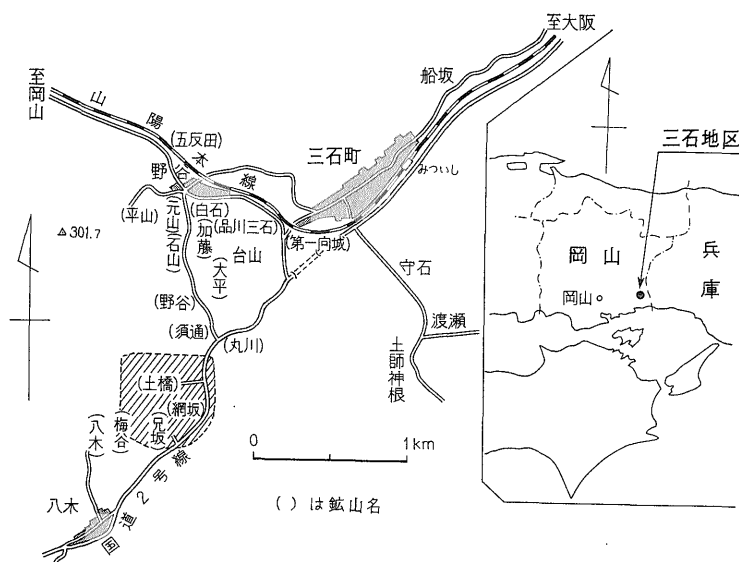 至大阪
船坂
至岡山
山陽本線
(五反田)
三石町
みついし
野谷
(平山)
(元山)
(石山)
(白石)
(品川三石)
(加藤)
(大平)
台山
(第一向城)
△301.7
守石
渡瀬
土師神根
(野谷)
(須通)
(丸川)
(土橋)
(網坂)
(兄坂)
(梅谷)
(八木)
八木
国道2号線
0
1km
( )は鉱山名
三石地区
岡山
兵庫
岡山